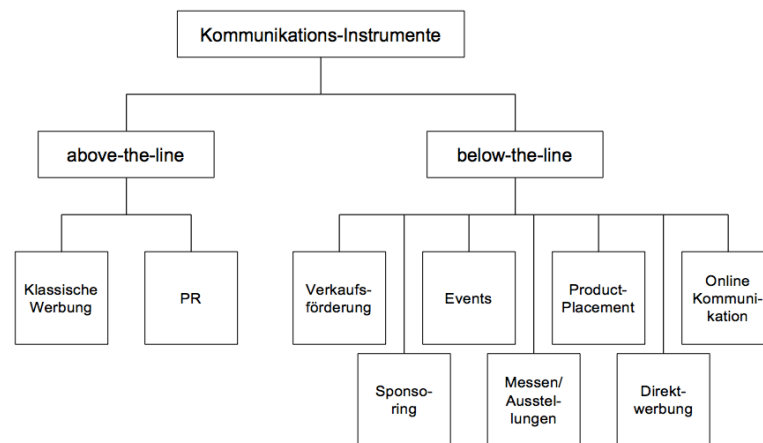 Kommunikations-Instrumente
above-the-line
below-the-line
Klassische
Werbung
PR
Verkaufs-
förderung
Events
Product-
Placement
Online
Kommuni-
kation
Sponso-
ring
Messen/
Ausstel-
lungen
Direkt-
werbung